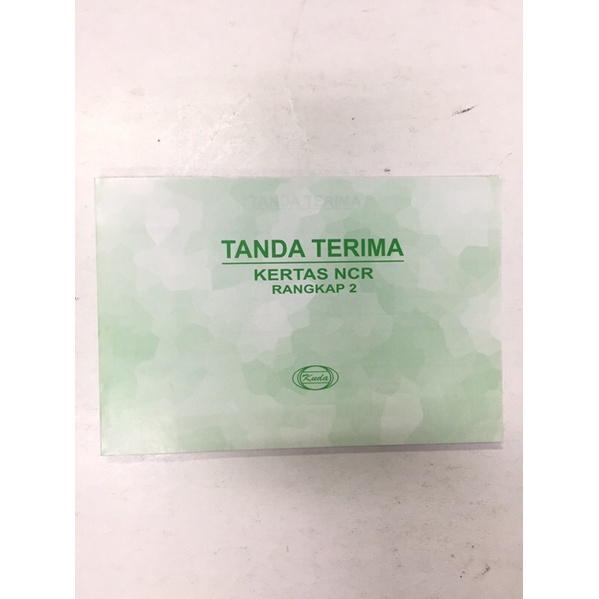 TANDA TERIMA
KERTAS NCR
RANGKAP 2
Kuda